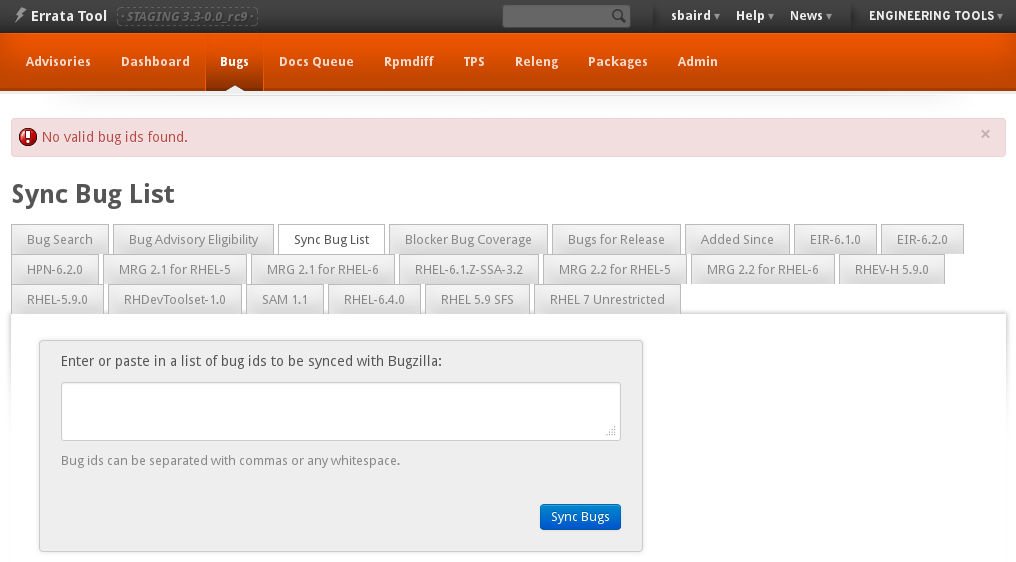 Errata Tool · STAGING 3.3-0.0_rc9 · sbaird ▾ Help ▾ News ▾ ENGINEERING TOOLS ▾
Advisories Dashboard Bugs Docs Queue Rpmdiff TPS Releng Packages Admin
No valid bug ids found. ×
Sync Bug List
Bug Search Bug Advisory Eligibility Sync Bug List Blocker Bug Coverage Bugs for Release Added Since EIR-6.1.0 EIR-6.2.0
HPN-6.2.0 MRG 2.1 for RHEL-5 MRG 2.1 for RHEL-6 RHEL-6.1.Z-SSA-3.2 MRG 2.2 for RHEL-5 MRG 2.2 for RHEL-6 RHEV-H 5.9.0
RHEL-5.9.0 RHDevToolset-1.0 SAM 1.1 RHEL-6.4.0 RHEL 5.9 SFS RHEL 7 Unrestricted
Enter or paste in a list of bug ids to be synced with Bugzilla:
Bug ids can be separated with commas or any whitespace.
Sync Bugs